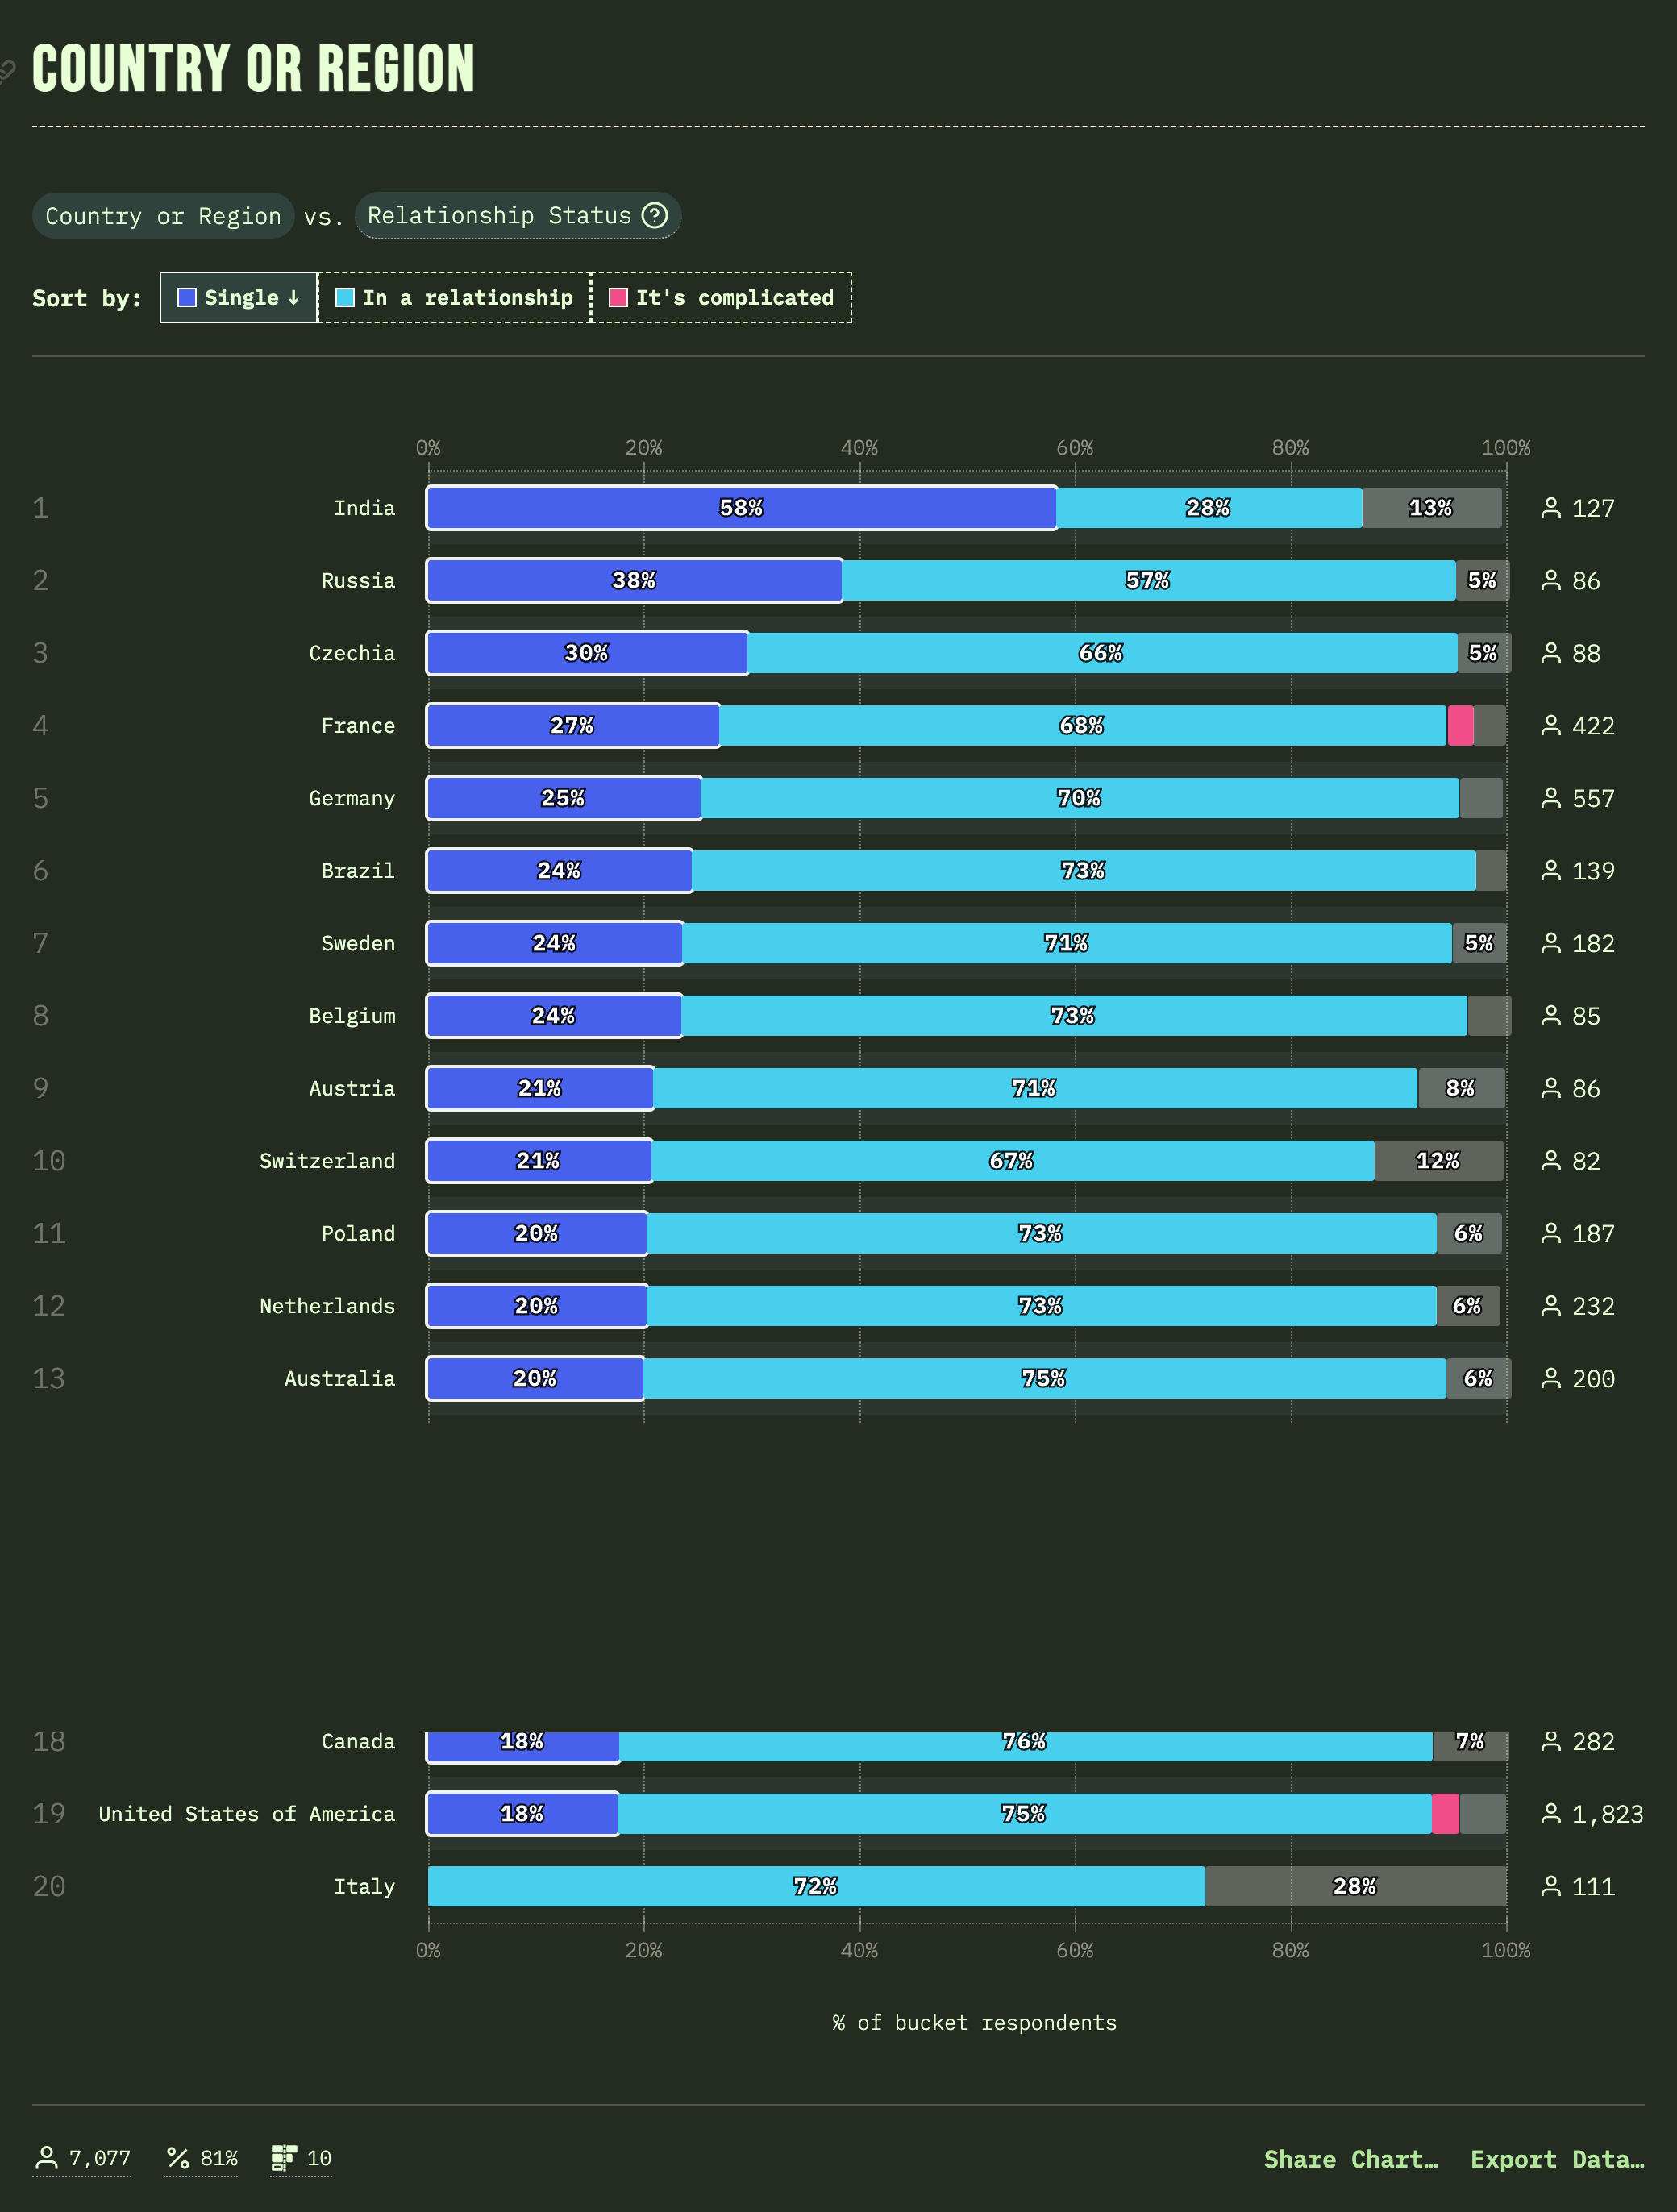 COUNTRY OR REGION
Country or Region vs. Relationship Status ?
Sort by: Single ↓ In a relationship It's complicated
0% 20% 40% 60% 80% 100%
1 India 58% 28% 13% 127
2 Russia 38% 57% 5% 86
3 Czechia 30% 66% 5% 88
4 France 27% 68% 422
5 Germany 25% 70% 557
6 Brazil 24% 73% 139
7 Sweden 24% 71% 5% 182
8 Belgium 24% 73% 85
9 Austria 21% 71% 8% 86
10 Switzerland 21% 67% 12% 82
11 Poland 20% 73% 6% 187
12 Netherlands 20% 73% 6% 232
13 Australia 20% 75% 6% 200
18 Canada 18% 76% 7% 282
19 United States of America 18% 75% 1,823
20 Italy 72% 28% 111
0% 20% 40% 60% 80% 100%
% of bucket respondents
7,077 % 81% 10 Share Chart… Export Data…